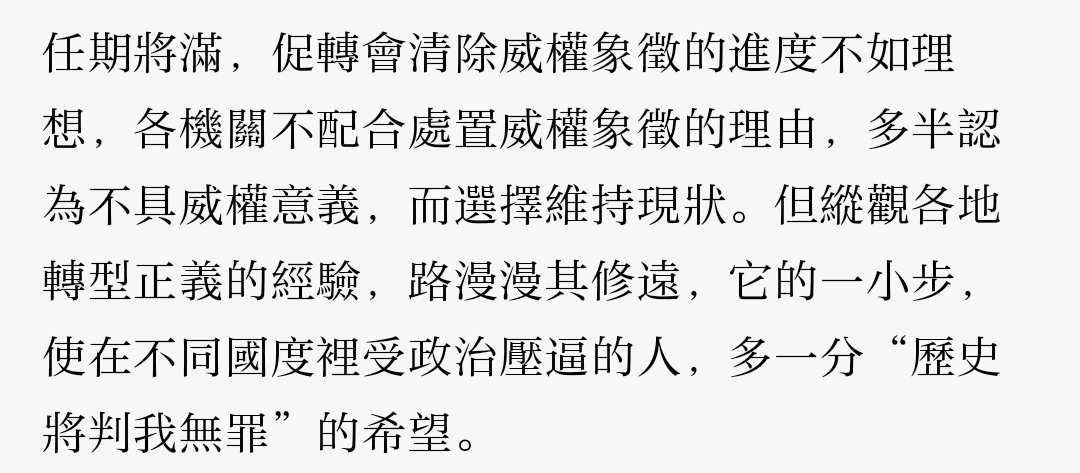 任期將滿，促轉會清除威權象徵的進度不如理
想，各機關不配合處置威權象徵的理由，多半認
為不具威權意義，而選擇維持現狀。但縱觀各地
轉型正義的經驗，路漫漫其修遠，它的一小步，
使在不同國度裡受政治壓逼的人，多一分“歷史
將判我無罪”的希望。